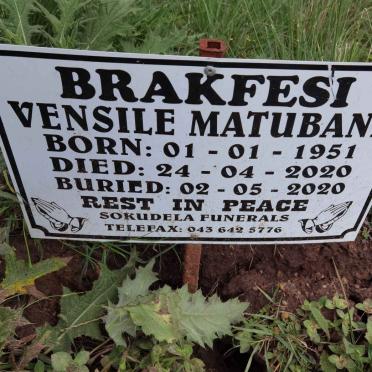 BRAKFESI
VENSILE MATUBAN
BORN: 01 - 01 - 1951
DIED: 24 - 04 - 2020
BURIED: 02 - 05 - 2020
REST IN PEACE
SOKUDELA FUNERALS
TELEFAX: 043 642 5776